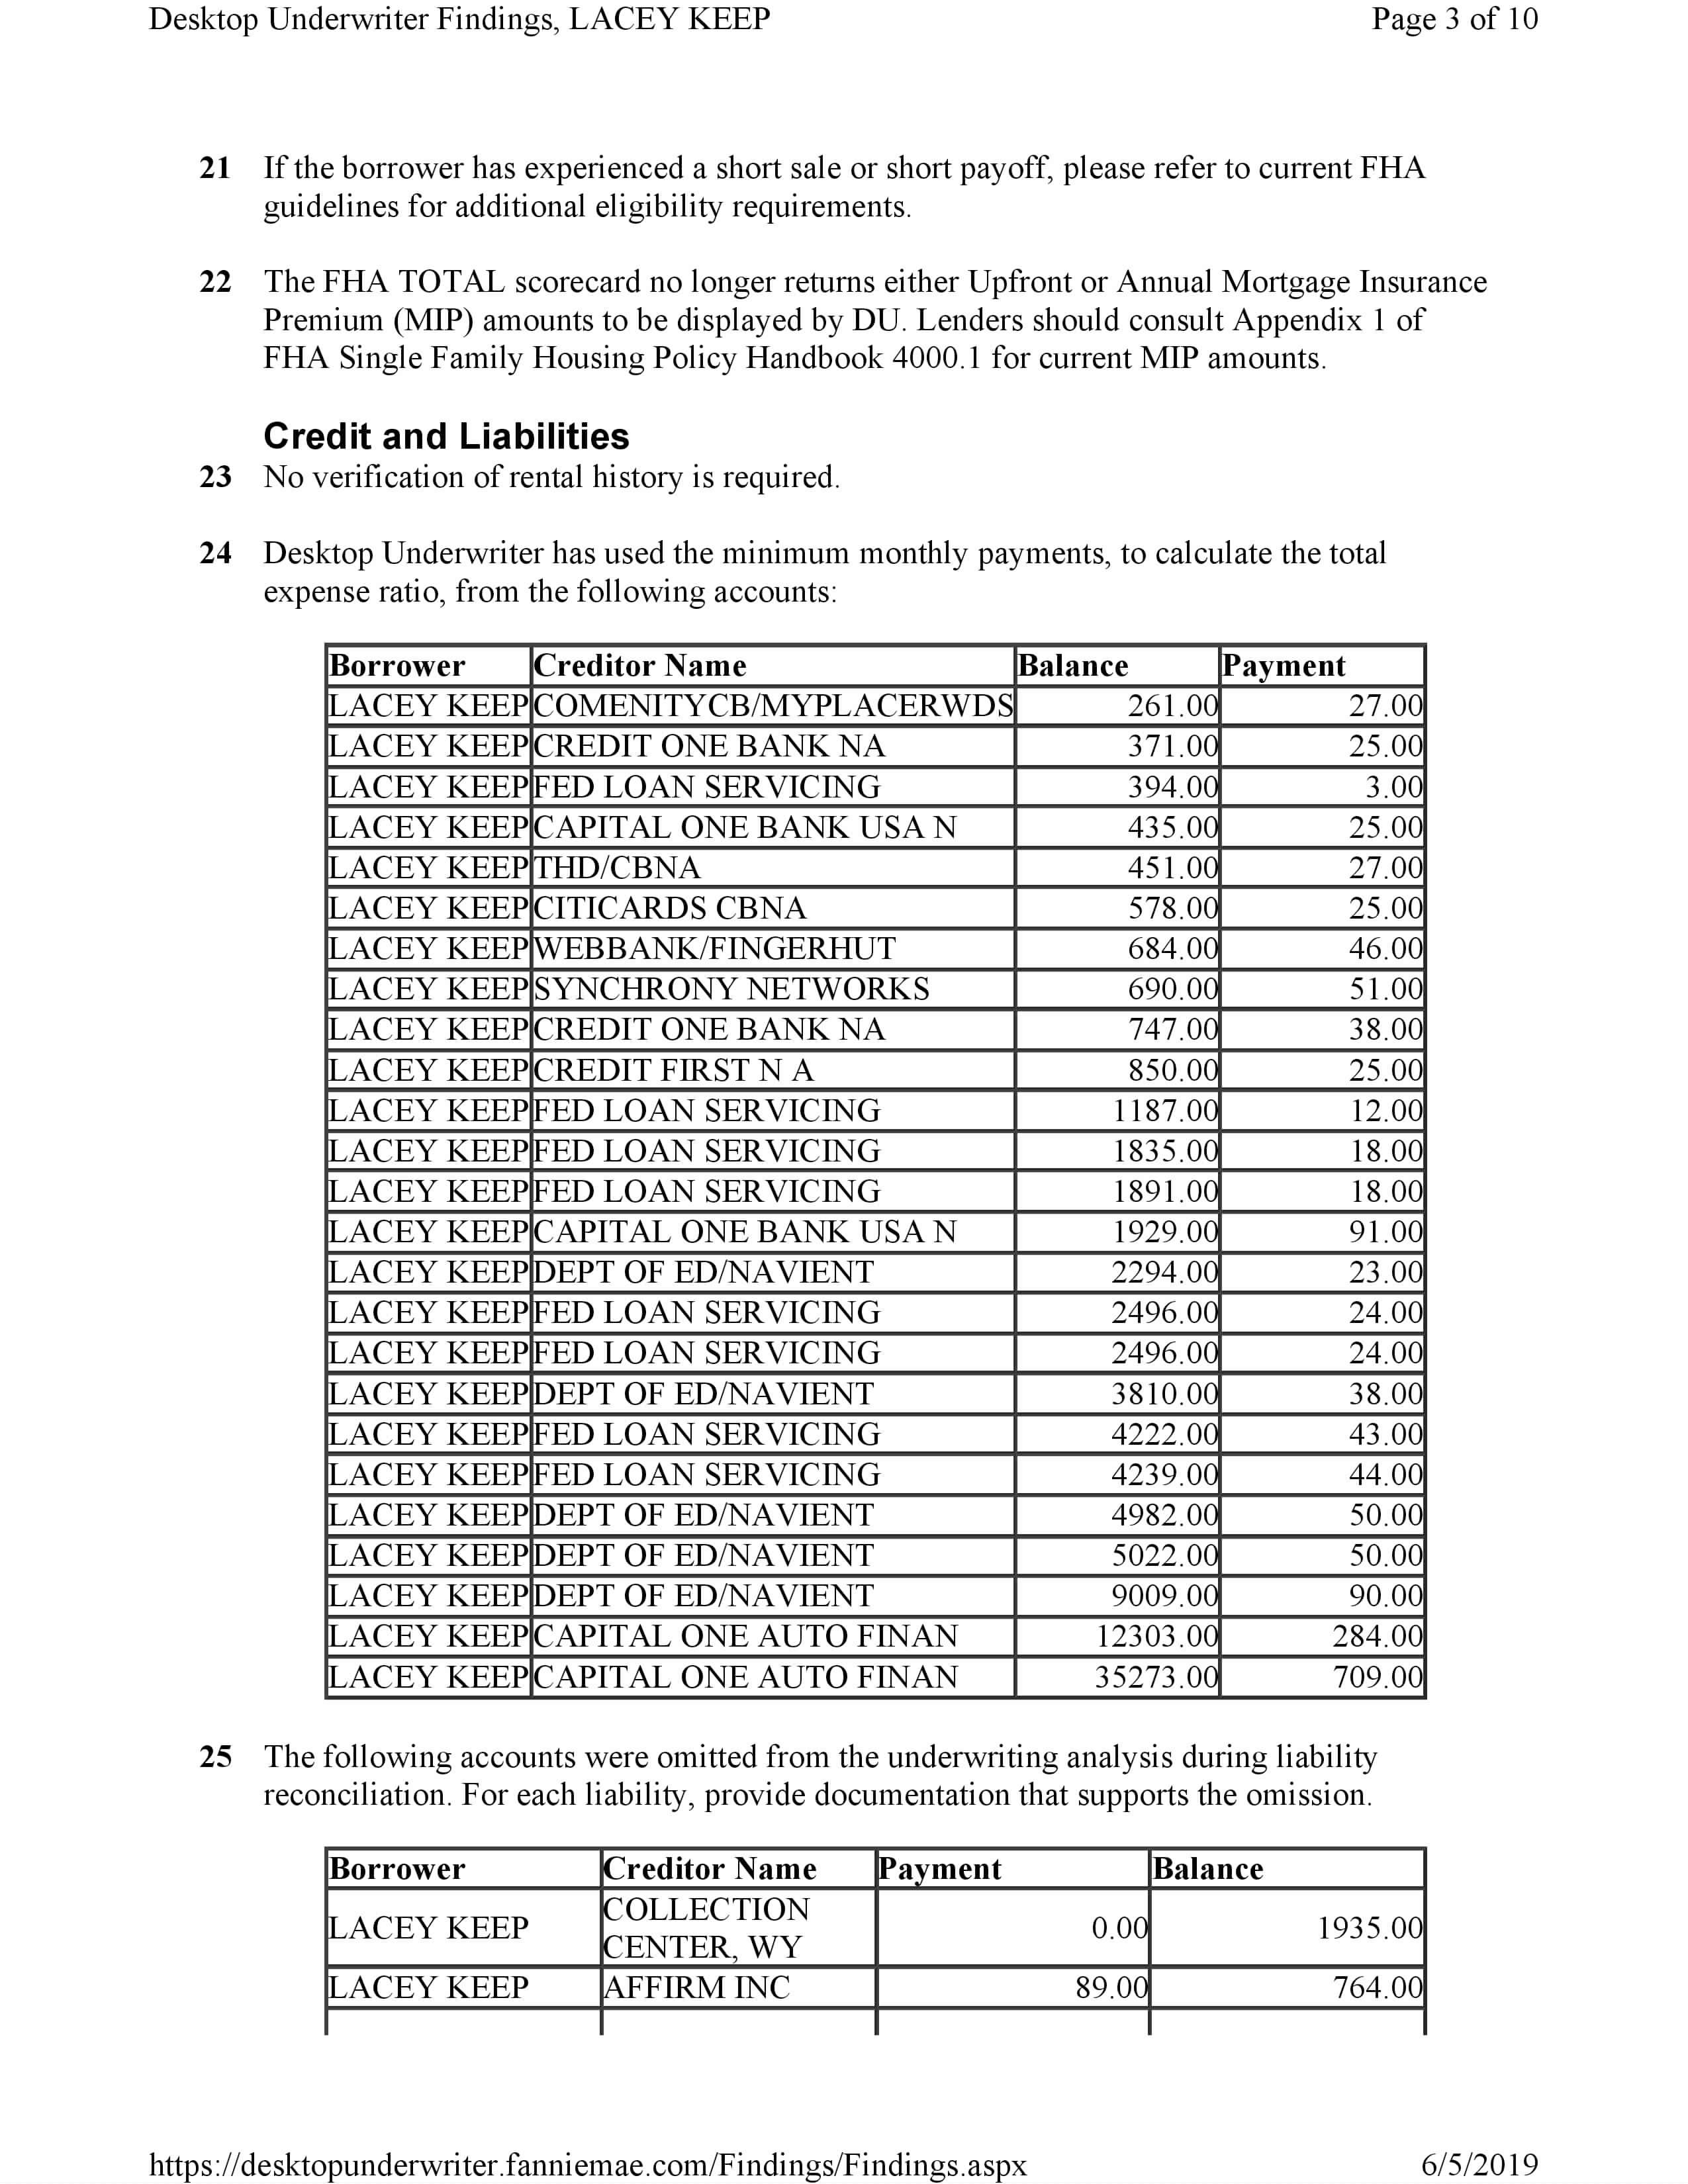 Desktop Underwriter Findings, LACEY KEEP Page 3 of 10
21 If the borrower has experienced a short sale or short payoff, please refer to current FHA
guidelines for additional eligibility requirements.
22 The FHA TOTAL scorecard no longer returns either Upfront or Annual Mortgage Insurance
Premium (MIP) amounts to be displayed by DU. Lenders should consult Appendix 1 of
FHA Single Family Housing Policy Handbook 4000.1 for current MIP amounts.
Credit and Liabilities
23 No verification of rental history is required.
24 Desktop Underwriter has used the minimum monthly payments, to calculate the total
expense ratio, from the following accounts:
Borrower Creditor Name Balance Payment
LACEY KEEP COMENITYCB/MYPLACERWDS 261.00 27.00
LACEY KEEP CREDIT ONE BANK NA 371.00 25.00
LACEY KEEP FED LOAN SERVICING 394.00 3.00
LACEY KEEP CAPITAL ONE BANK USA N 435.00 25.00
LACEY KEEP THD/CBNA 451.00 27.00
LACEY KEEP CITICARDS CBNA 578.00 25.00
LACEY KEEP WEBBANK/FINGERHUT 684.00 46.00
LACEY KEEP SYNCHRONY NETWORKS 690.00 51.00
LACEY KEEP CREDIT ONE BANK NA 747.00 38.00
LACEY KEEP CREDIT FIRST N A 850.00 25.00
LACEY KEEP FED LOAN SERVICING 1187.00 12.00
LACEY KEEP FED LOAN SERVICING 1835.00 18.00
LACEY KEEP FED LOAN SERVICING 1891.00 18.00
LACEY KEEP CAPITAL ONE BANK USA N 1929.00 91.00
LACEY KEEP DEPT OF ED/NAVIENT 2294.00 23.00
LACEY KEEP FED LOAN SERVICING 2496.00 24.00
LACEY KEEP FED LOAN SERVICING 2496.00 24.00
LACEY KEEP DEPT OF ED/NAVIENT 3810.00 38.00
LACEY KEEP FED LOAN SERVICING 4222.00 43.00
LACEY KEEP FED LOAN SERVICING 4239.00 44.00
LACEY KEEP DEPT OF ED/NAVIENT 4982.00 50.00
LACEY KEEP DEPT OF ED/NAVIENT 5022.00 50.00
LACEY KEEP DEPT OF ED/NAVIENT 9009.00 90.00
LACEY KEEP CAPITAL ONE AUTO FINAN 12303.00 284.00
LACEY KEEP CAPITAL ONE AUTO FINAN 35273.00 709.00
25 The following accounts were omitted from the underwriting analysis during liability
reconciliation. For each liability, provide documentation that supports the omission.
Borrower Creditor Name Payment Balance
LACEY KEEP COLLECTION
CENTER, WY 0.00 1935.00
LACEY KEEP AFFIRM INC 89.00 764.00
https://desktopunderwriter.fanniemae.com/Findings/Findings.aspx 6/5/2019